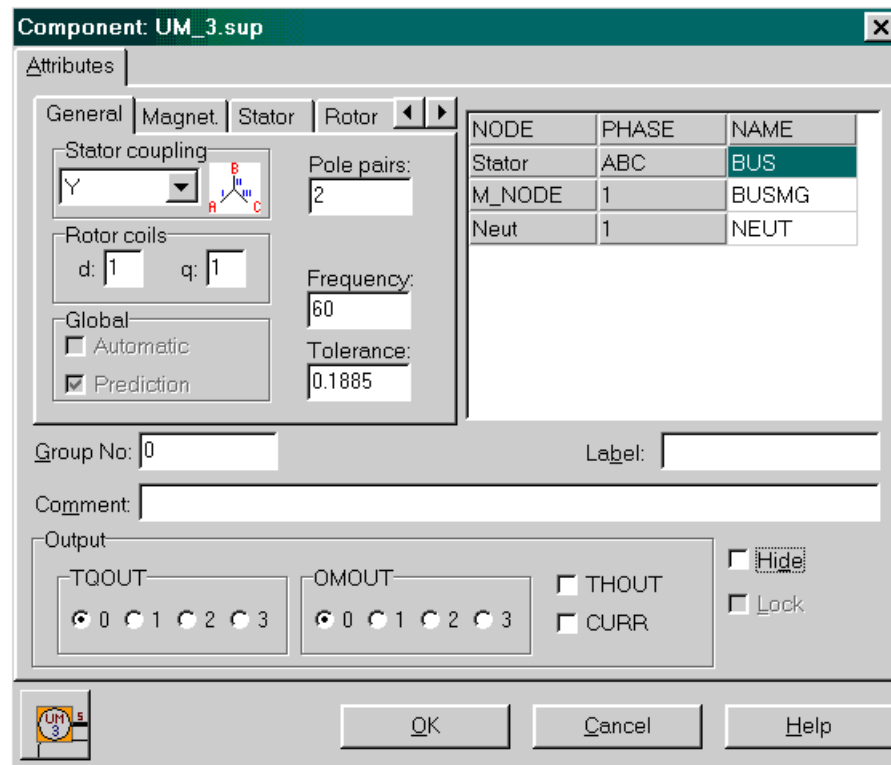 Component: UM_3.sup
Attributes
General Magnet. Stator Rotor
Stator coupling
Y
B
A C
Pole pairs:
2
Rotor coils
d: 1 q: 1
Frequency:
60
Global
Automatic
Prediction
Tolerance:
0.1885
NODE PHASE NAME
Stator ABC BUS
M_NODE 1 BUSMG
Neut 1 NEUT
Group No: 0
Label:
Comment:
Output
TQOUT
0 1 2 3
OMOUT
0 1 2 3
THOUT
CURR
Hide
Lock
UM S
3
OK Cancel Help